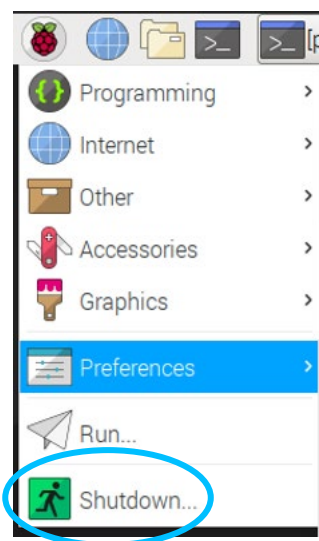 [p
Programming
Internet
Other
Accessories
Graphics
Preferences
Run...
Shutdown...